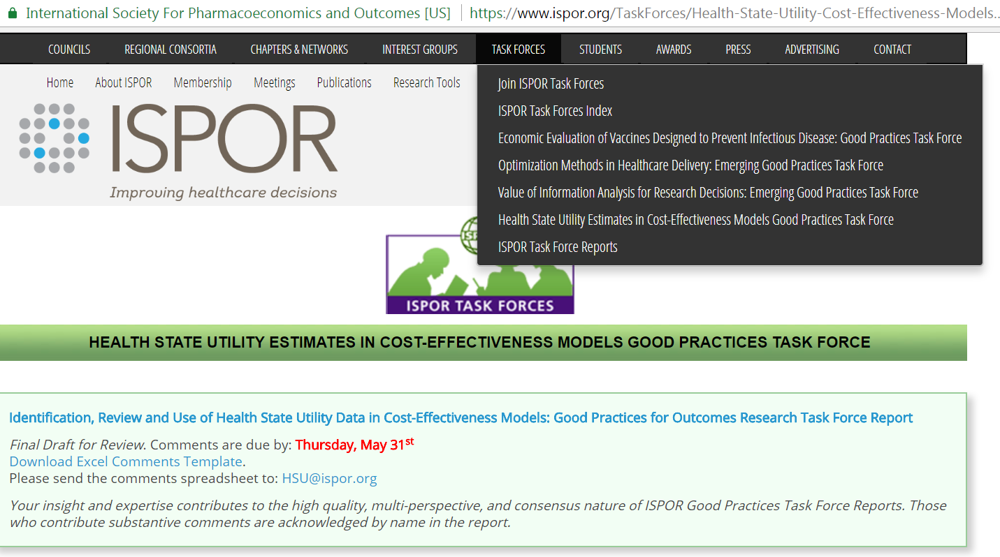 International Society For Pharmacoeconomics and Outcomes [US] https://www.ispor.org/TaskForces/Health-State-Utility-Cost-Effectiveness-Models...
COUNCILS REGIONAL CONSORTIA CHAPTERS & NETWORKS INTEREST GROUPS TASK FORCES STUDENTS AWARDS PRESS ADVERTISING CONTACT
Home About ISPOR Membership Meetings Publications Research Tools
ISPOR
Improving healthcare decisions
Join ISPOR Task Forces
ISPOR Task Forces Index
Economic Evaluation of Vaccines Designed to Prevent Infectious Disease: Good Practices Task Force
Optimization Methods in Healthcare Delivery: Emerging Good Practices Task Force
Value of Information Analysis for Research Decisions: Emerging Good Practices Task Force
Health State Utility Estimates in Cost-Effectiveness Models Good Practices Task Force
ISPOR Task Force Reports
ISPOR TASK FORCES
HEALTH STATE UTILITY ESTIMATES IN COST-EFFECTIVENESS MODELS GOOD PRACTICES TASK FORCE
Identification, Review and Use of Health State Utility Data in Cost-Effectiveness Models: Good Practices for Outcomes Research Task Force Report
Final Draft for Review. Comments are due by: Thursday, May 31st
Download Excel Comments Template.
Please send the comments spreadsheet to: HSU@ispor.org
Your insight and expertise contributes to the high quality, multi-perspective, and consensus nature of ISPOR Good Practices Task Force Reports. Those
who contribute substantive comments are acknowledged by name in the report.